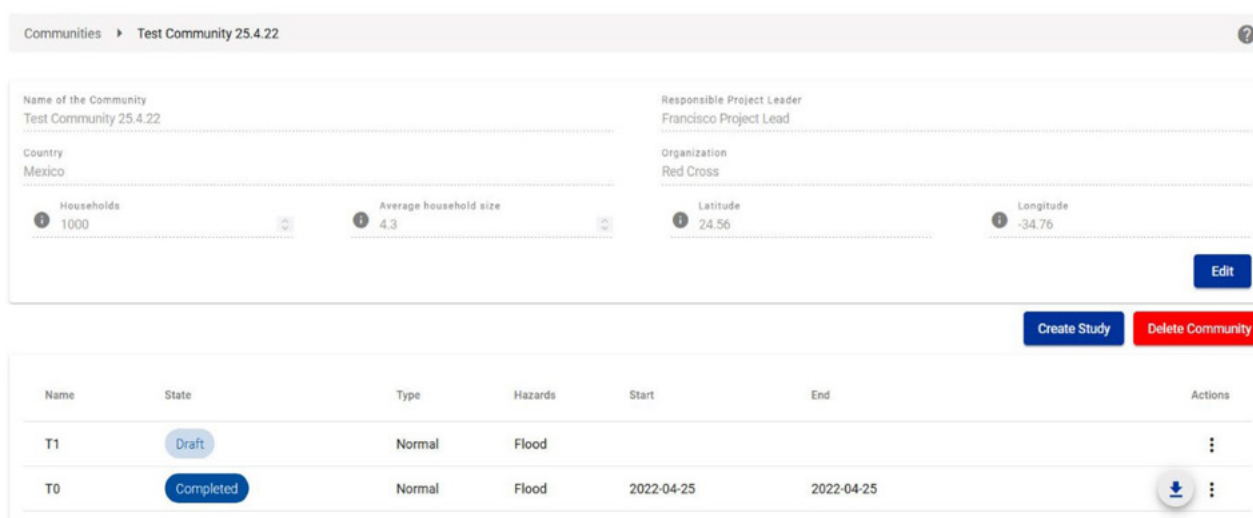 Communities Test Community 25.4.22
Name of the Community Responsible Project Leader
Test Community 25.4.22 Francisco Project Lead
Country Organization
Mexico Red Cross
Households Average household size Latitude Longitude
1000 4.3 24.56 -34.76
Edit
Create Study Delete Community
Name State Type Hazards Start End Actions
T1 Draft Normal Flood
T0 Completed Normal Flood 2022-04-25 2022-04-25